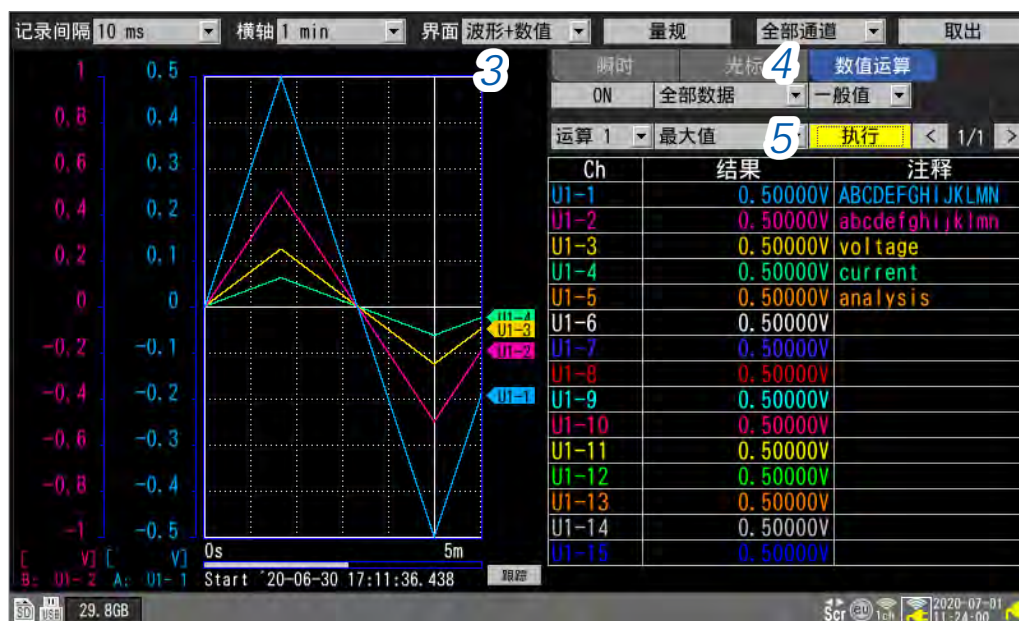 记录间隔 10 ms 横轴 1 min 界面 波形+数值 量规 全部通道 取出
3 瞬时 光标 4 数值运算
ON 全部数据 一般值
运算 1 最大值 5 执行 < 1/1 >
Ch 结果 注释
U1-1 0.50000V ABCDEFGHIJKLMN
U1-2 0.50000V abcdefghijklmn
U1-3 0.50000V voltage
U1-4 0.50000V current
U1-5 0.50000V analysis
U1-6 0.50000V
U1-7 0.50000V
U1-8 0.50000V
U1-9 0.50000V
U1-10 0.50000V
U1-11 0.50000V
U1-12 0.50000V
U1-13 0.50000V
U1-14 0.50000V
U1-15 0.50000V
1 0.5
0.8 0.4
0.6 0.3
0.4 0.2
0.2 0.1
0 0
-0.2 -0.1
-0.4 -0.2
-0.6 -0.3
-0.8 -0.4
-1 -0.5
U1-4
U1-3
U1-2
U1-1
0s 5m
[ V] [ V]
B: U1- 2 A: U1- 1 Start '20-06-30 17:11:36.438 跟踪
SD USB 29.8GB Scr eu 1ch 2020-07-01
11-24-00